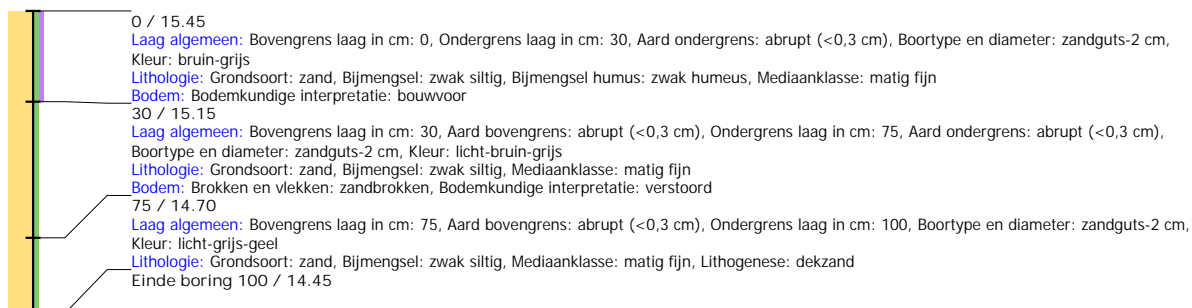 0 / 15.45
Laag algemeen: Bovengrens laag in cm: 0, Ondergrens laag in cm: 30, Aard ondergrens: abrupt (<0,3 cm), Boortype en diameter: zandguts-2 cm,
Kleur: bruin-grijs
Lithologie: Grondsoort: zand, Bijmengsel: zwak siltig, Bijmengsel humus: zwak humeus, Mediaanklasse: matig fijn
Bodem: Bodemkundige interpretatie: bouwvoor
30 / 15.15
Laag algemeen: Bovengrens laag in cm: 30, Aard bovengrens: abrupt (<0,3 cm), Ondergrens laag in cm: 75, Aard ondergrens: abrupt (<0,3 cm),
Boortype en diameter: zandguts-2 cm, Kleur: licht-bruin-grijs
Lithologie: Grondsoort: zand, Bijmengsel: zwak siltig, Mediaanklasse: matig fijn
Bodem: Brokken en vlekken: zandbrokken, Bodemkundige interpretatie: verstoord
75 / 14.70
Laag algemeen: Bovengrens laag in cm: 75, Aard bovengrens: abrupt (<0,3 cm), Ondergrens laag in cm: 100, Boortype en diameter: zandguts-2 cm,
Kleur: licht-grijs-geel
Lithologie: Grondsoort: zand, Bijmengsel: zwak siltig, Mediaanklasse: matig fijn, Lithogenese: dekzand
Einde boring 100 / 14.45